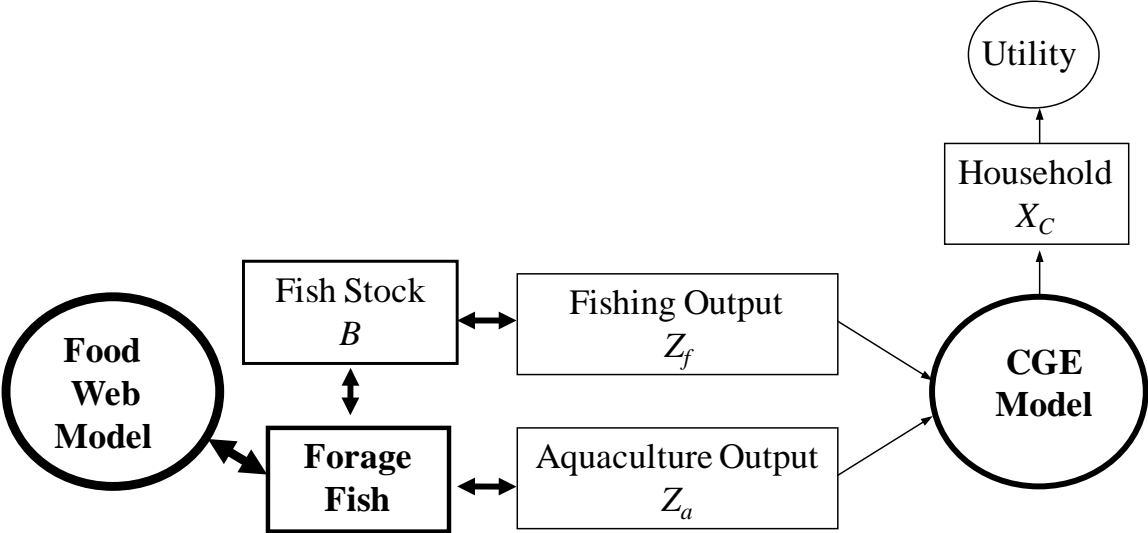 Utility
Household
X_C
Fish Stock
B
Fishing Output
Z_f
Food
Web
Model
CGE
Model
Forage
Fish
Aquaculture Output
Z_a